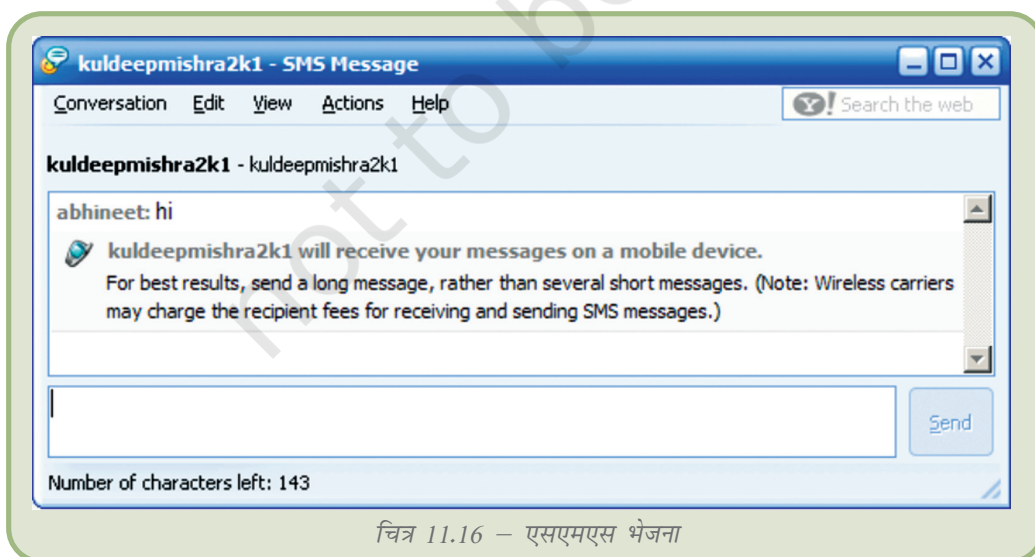 kuldeepmishra2k1 - SMS Message
Conversation Edit View Actions Help Y! Search the web
kuldeepmishra2k1 - kuldeepmishra2k1
abhineet: hi
kuldeepmishra2k1 will receive your messages on a mobile device.
For best results, send a long message, rather than several short messages. (Note: Wireless carriers
may charge the recipient fees for receiving and sending SMS messages.)
Send
Number of characters left: 143
चित्र 11.16 – एसएमएस भेजना
not to be